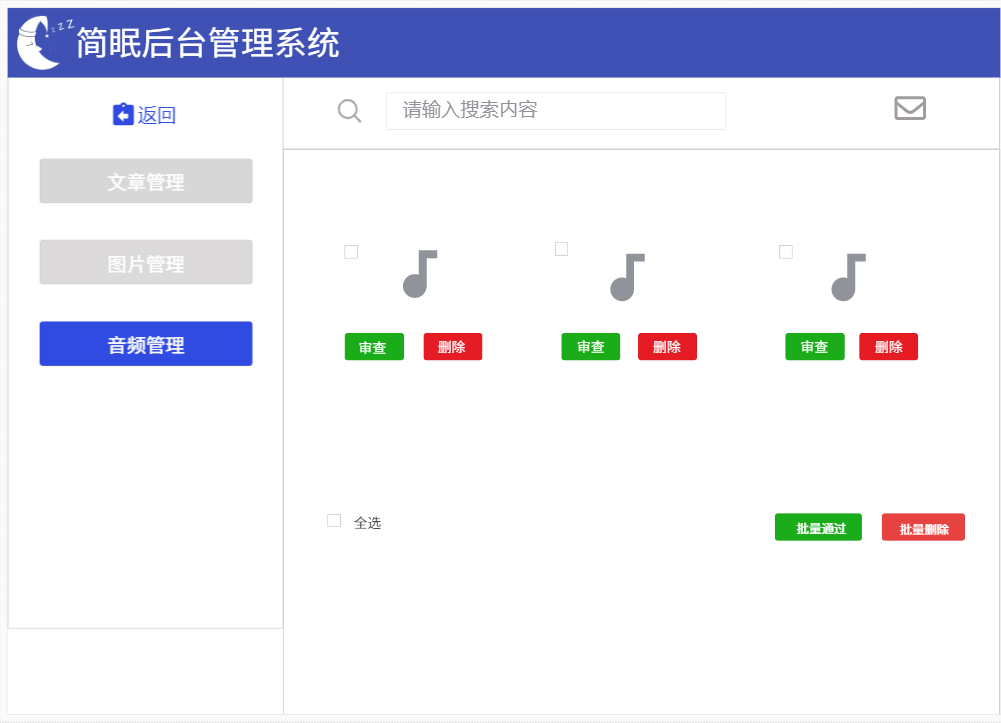 z z Z
简眠后台管理系统
返回
请输入搜索内容
文章管理
图片管理
音频管理
审查 删除 审查 删除 审查 删除
全选 批量通过 批量删除